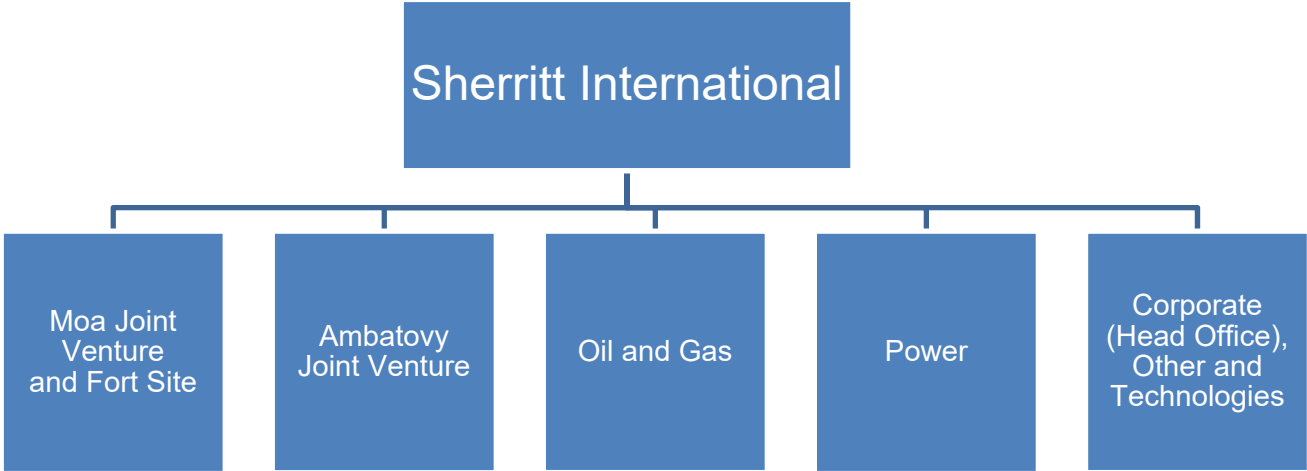 Sherritt International
Moa Joint
Venture
and Fort Site
Ambatovy
Joint Venture
Oil and Gas
Power
Corporate
(Head Office),
Other and
Technologies